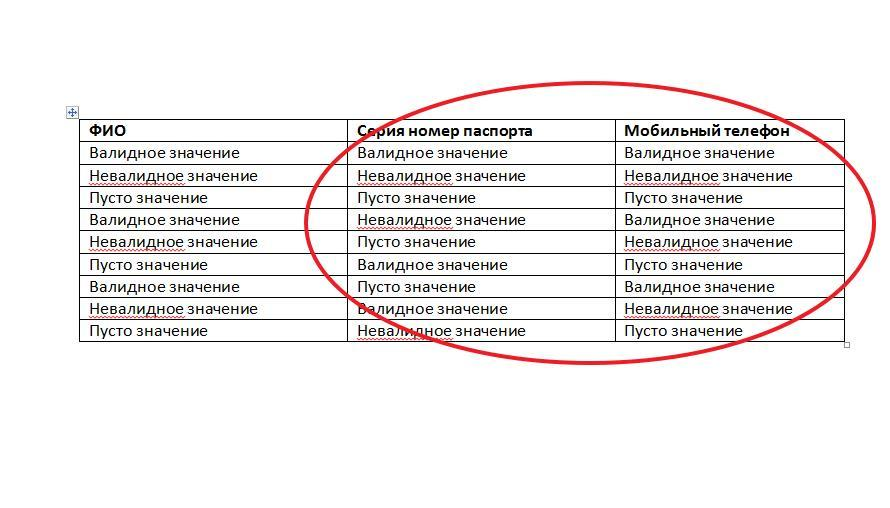 ФИО Серия номер паспорта Мобильный телефон
Валидное значение Валидное значение Валидное значение
Невалидное значение Невалидное значение Невалидное значение
Пусто значение Пусто значение Пусто значение
Валидное значение Невалидное значение Валидное значение
Невалидное значение Пусто значение Невалидное значение
Пусто значение Валидное значение Пусто значение
Валидное значение Пусто значение Валидное значение
Невалидное значение Валидное значение Невалидное значение
Пусто значение Невалидное значение Пусто значение